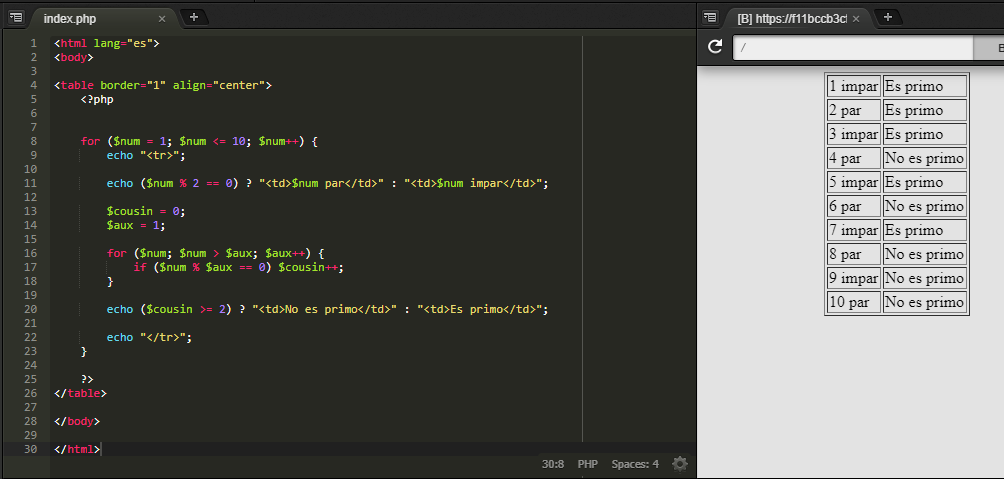 index.php
1 <html lang="es">
2 <body>
3
4 <table border="1" align="center">
5 <?php
6
7
8 for ($num = 1; $num <= 10; $num++) {
9 echo "<tr>";
10
11 echo ($num % 2 == 0) ? "<td>$num par</td>" : "<td>$num impar</td>";
12
13 $cousin = 0;
14 $aux = 1;
15
16 for ($num; $num > $aux; $aux++) {
17 if ($num % $aux == 0) $cousin++;
18 }
19
20 echo ($cousin >= 2) ? "<td>No es primo</td>" : "<td>Es primo</td>";
21
22 echo "</tr>";
23 }
24
25 ?>
26 </table>
27
28 </body>
29
30 </html>
30:8 PHP Spaces: 4
[B] https://f11bccb3cl
/
B
1 impar Es primo
2 par Es primo
3 impar Es primo
4 par No es primo
5 impar Es primo
6 par No es primo
7 impar Es primo
8 par No es primo
9 impar No es primo
10 par No es primo